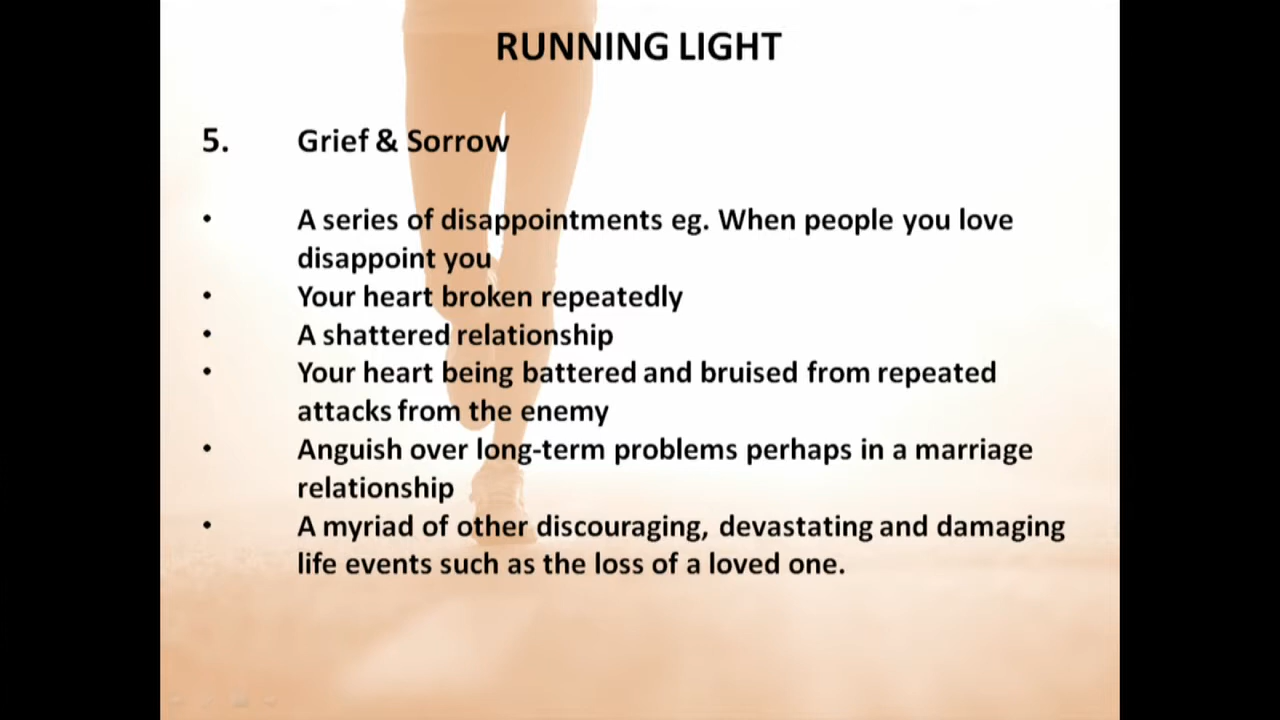 RUNNING LIGHT
5. Grief & Sorrow
• A series of disappointments eg. When people you love
disappoint you
• Your heart broken repeatedly
• A shattered relationship
• Your heart being battered and bruised from repeated
attacks from the enemy
• Anguish over long-term problems perhaps in a marriage
relationship
• A myriad of other discouraging, devastating and damaging
life events such as the loss of a loved one.